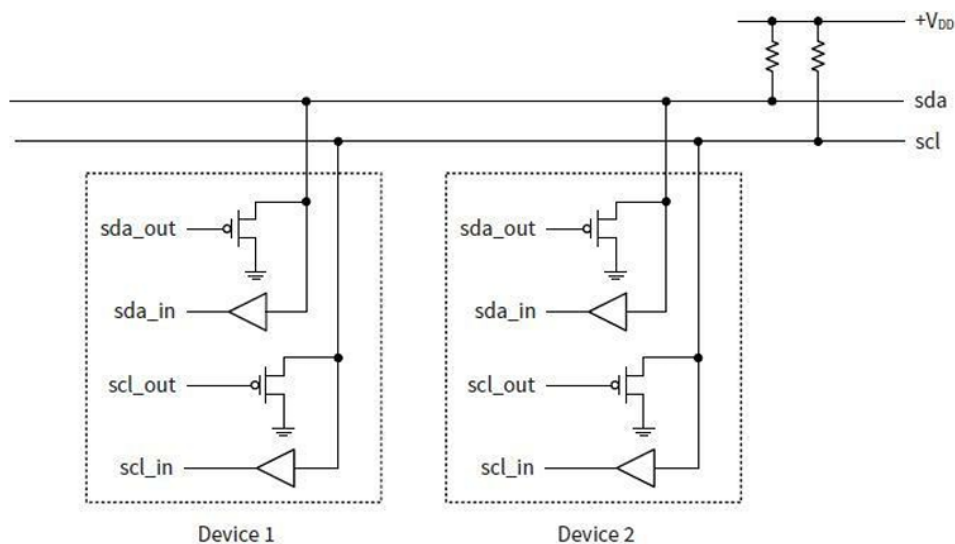 +VDD
sda
scl
sda_out
sda_in
scl_out
scl_in
Device 1
sda_out
sda_in
scl_out
scl_in
Device 2